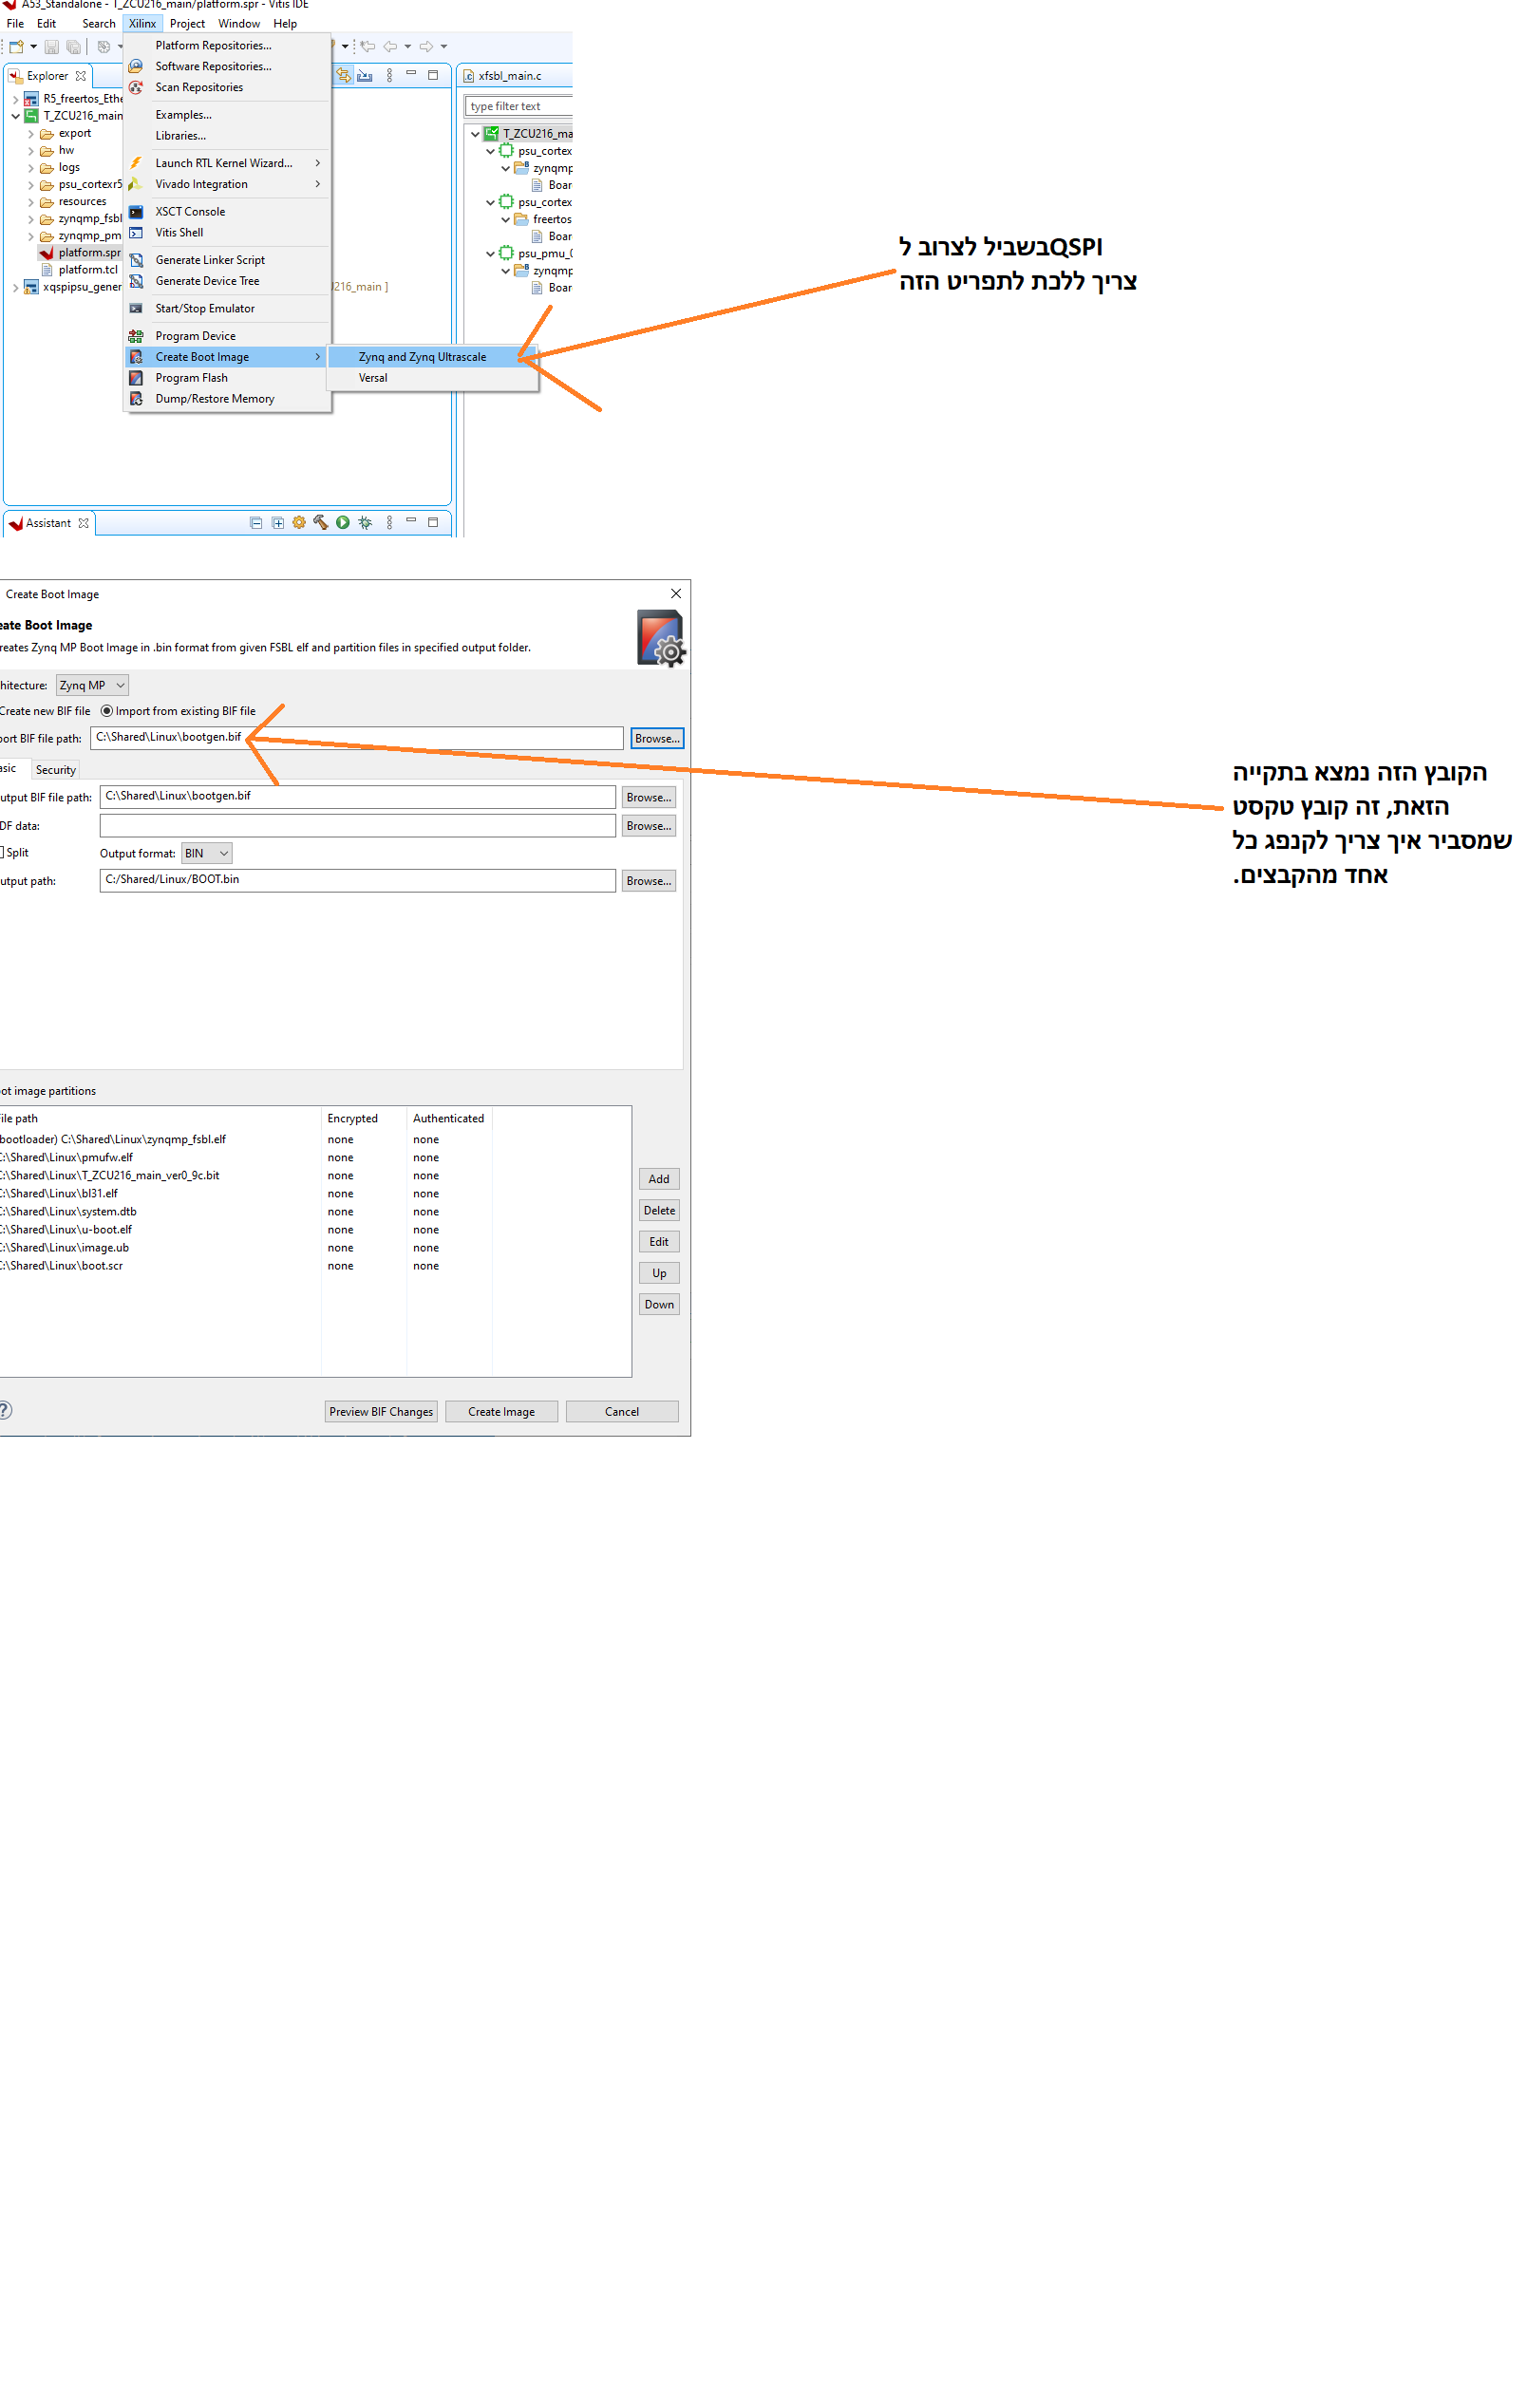 A53_Standalone - T_ZCU216_main/platform.spr - Vitis IDE
File Edit Search Xilinx Project Window Help
Explorer
R5_freertos_Ethe
T_ZCU216_main
export
hw
logs
psu_cortexr5
resources
zynqmp_fsbl
zynqmp_pm
platform.spr
platform.tcl
xqspipsu_gener
216_main ]
Platform Repositories...
Software Repositories...
Scan Repositories
Examples...
Libraries...
Launch RTL Kernel Wizard...
Vivado Integration
XSCT Console
Vitis Shell
Generate Linker Script
Generate Device Tree
Start/Stop Emulator
Program Device
Create Boot Image
Program Flash
Dump/Restore Memory
Zynq and Zynq Ultrascale
Versal
xfsbl_main.c
type filter text
T_ZCU216_ma
psu_cortex
zynqmp
Boar
psu_cortex
freertos
Boar
psu_pmu_0
zynqmp
Boar
Assistant
בשביל לצרוב לQSPI
צריך ללכת לתפריט הזה
Create Boot Image
eate Boot Image
reates Zynq MP Boot Image in .bin format from given FSBL elf and partition files in specified output folder.
hitecture: Zynq MP
Create new BIF file Import from existing BIF file
port BIF file path: C:\Shared\Linux\bootgen.bif Browse...
asic Security
utput BIF file path: C:\Shared\Linux\bootgen.bif Browse...
DF data: Browse...
Split Output format: BIN
utput path: C:/Shared/Linux/BOOT.bin Browse...
הקובץ הזה נמצא בתקייה
הזאת, זה קובץ טקסט
שמסביר איך צריך לקנפג כל
אחד מהקבצים.
ot image partitions
ile path Encrypted Authenticated
bootloader) C:\Shared\Linux\zynqmp_fsbl.elf none none
C:\Shared\Linux\pmufw.elf none none
C:\Shared\Linux\T_ZCU216_main_ver0_9c.bit none none
C:\Shared\Linux\bl31.elf none none
C:\Shared\Linux\system.dtb none none
C:\Shared\Linux\u-boot.elf none none
C:\Shared\Linux\image.ub none none
C:\Shared\Linux\boot.scr none none
Add
Delete
Edit
Up
Down
Preview BIF Changes Create Image Cancel